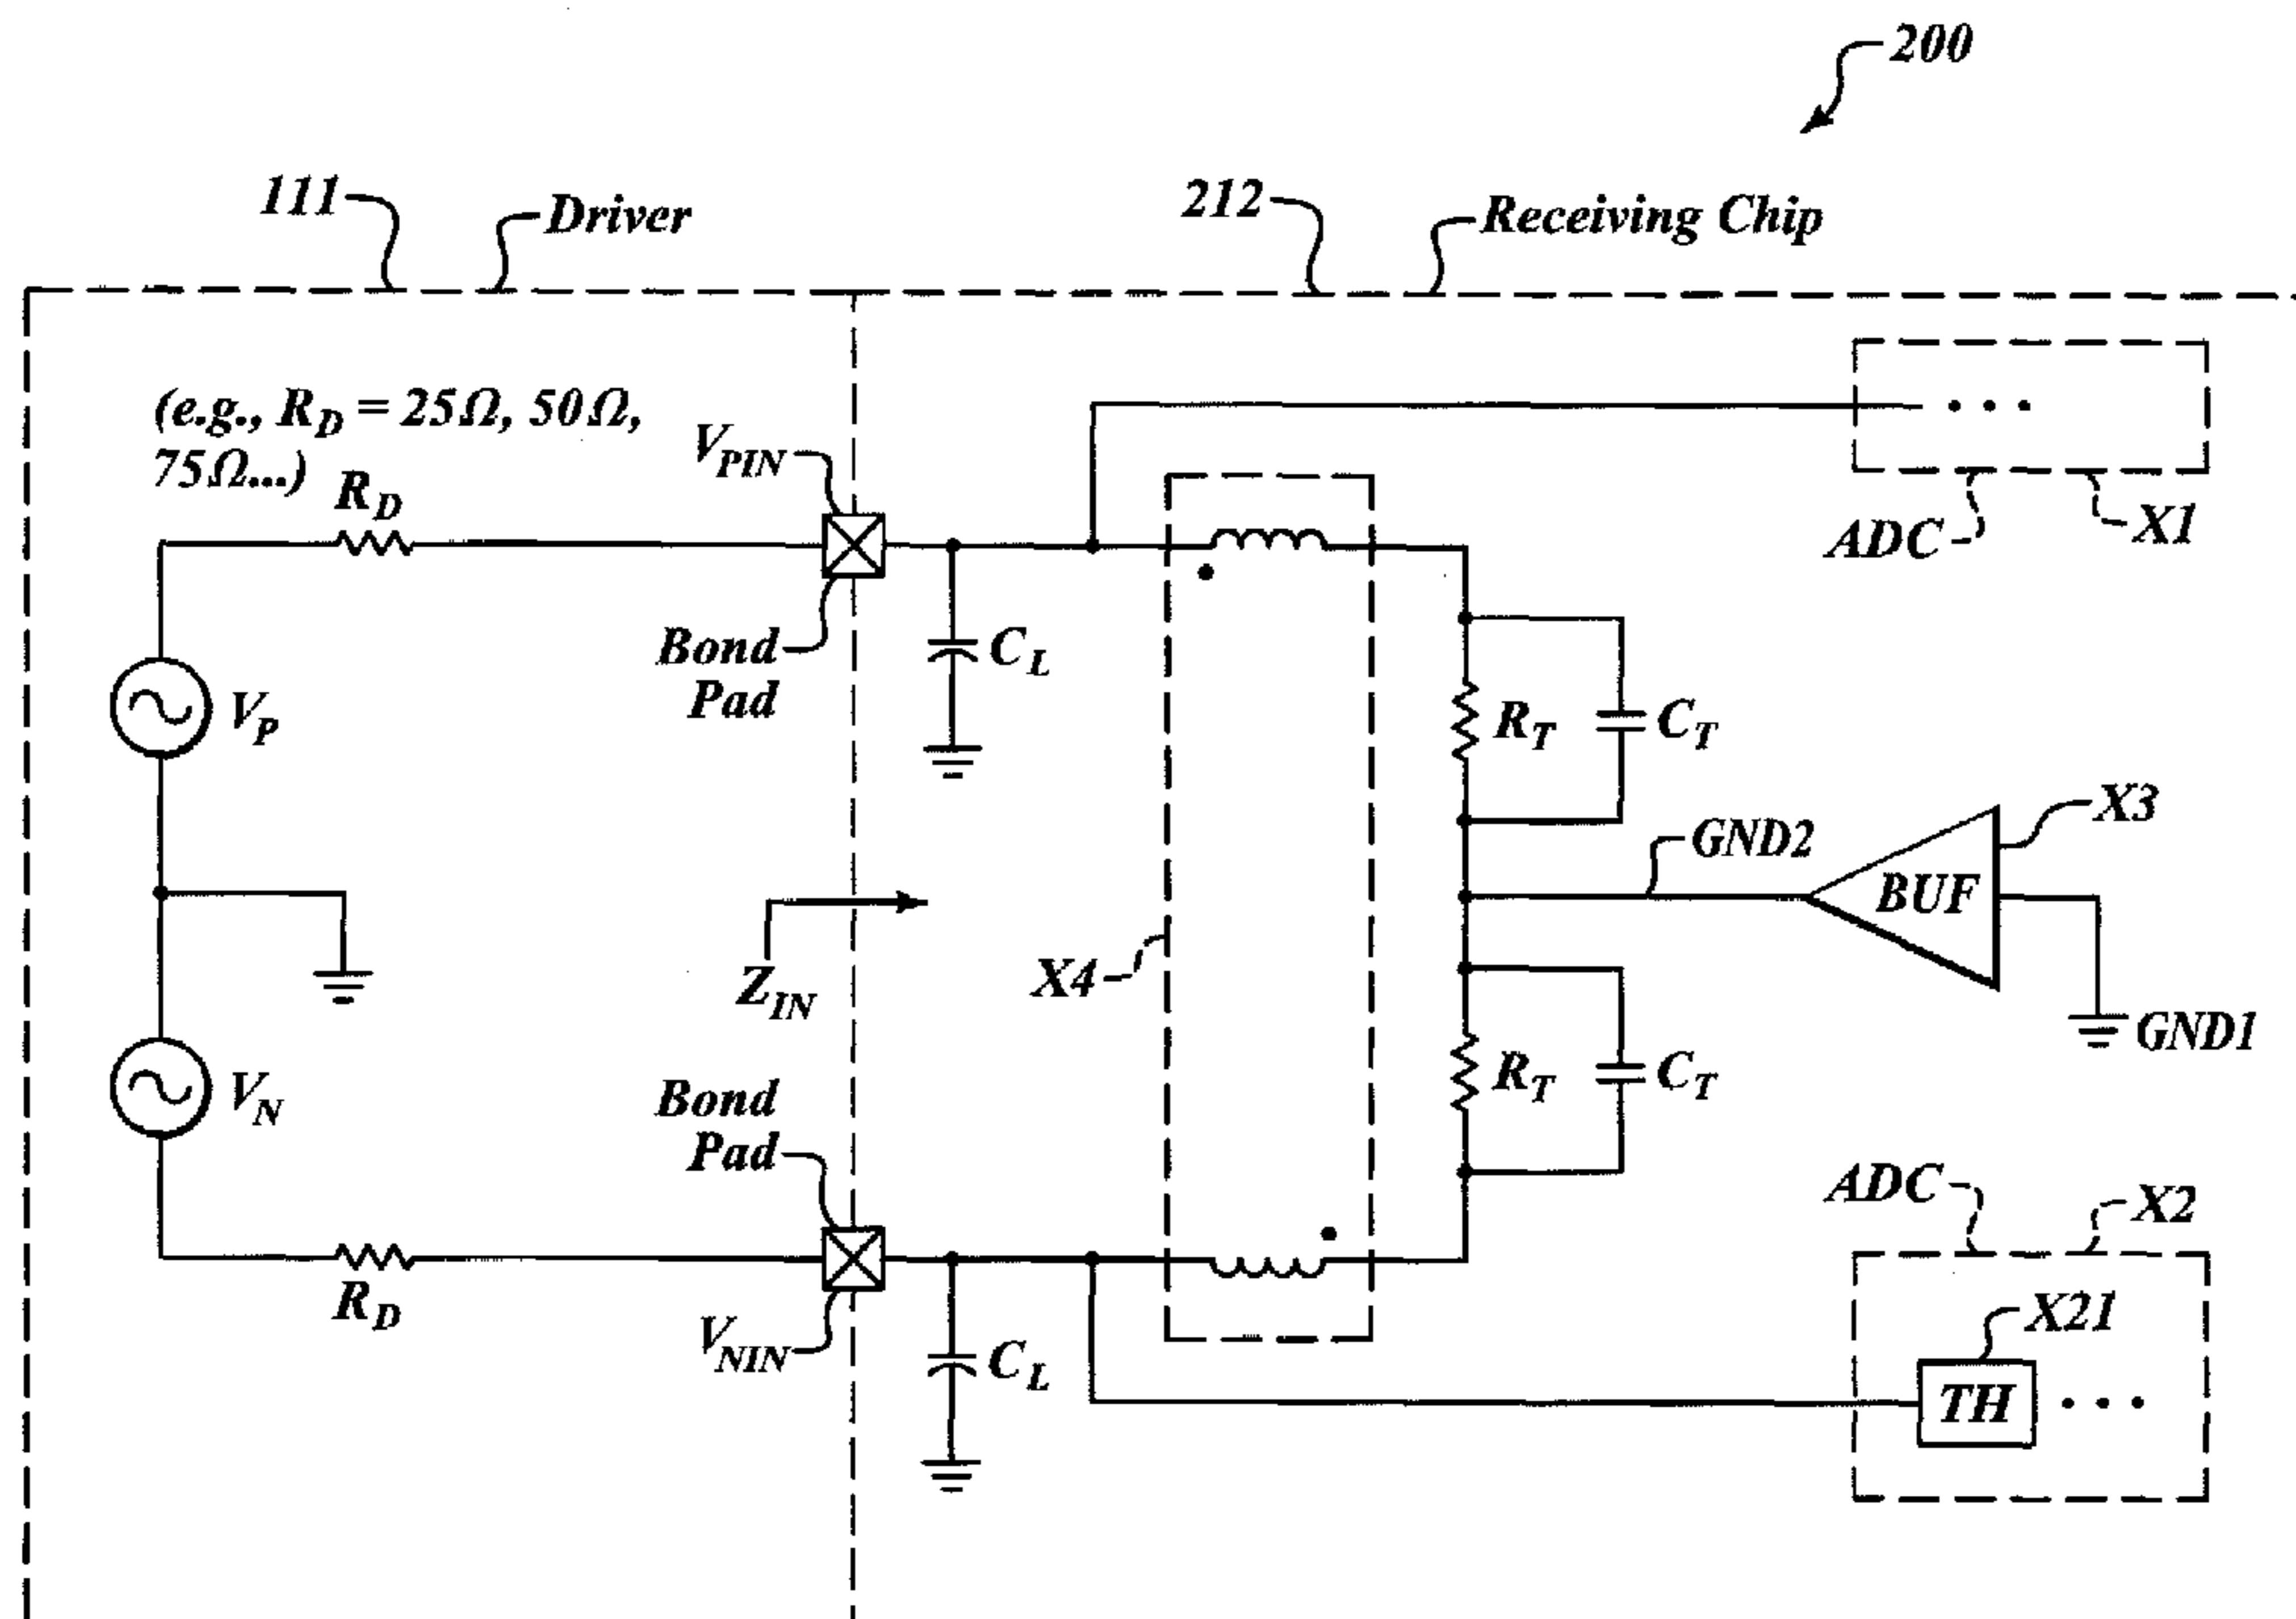 200
111
Driver
212
Receiving Chip
(e.g., R_D = 25Ω, 50Ω,
75Ω...)
R_D
V_PIN
Bond
Pad
C_L
ADC
X1
V_P
R_T
C_T
X3
GND2
BUF
Z_IN
X4
GND1
V_N
Bond
Pad
R_T
C_T
ADC
X2
R_D
V_NIN
C_L
X21
TH